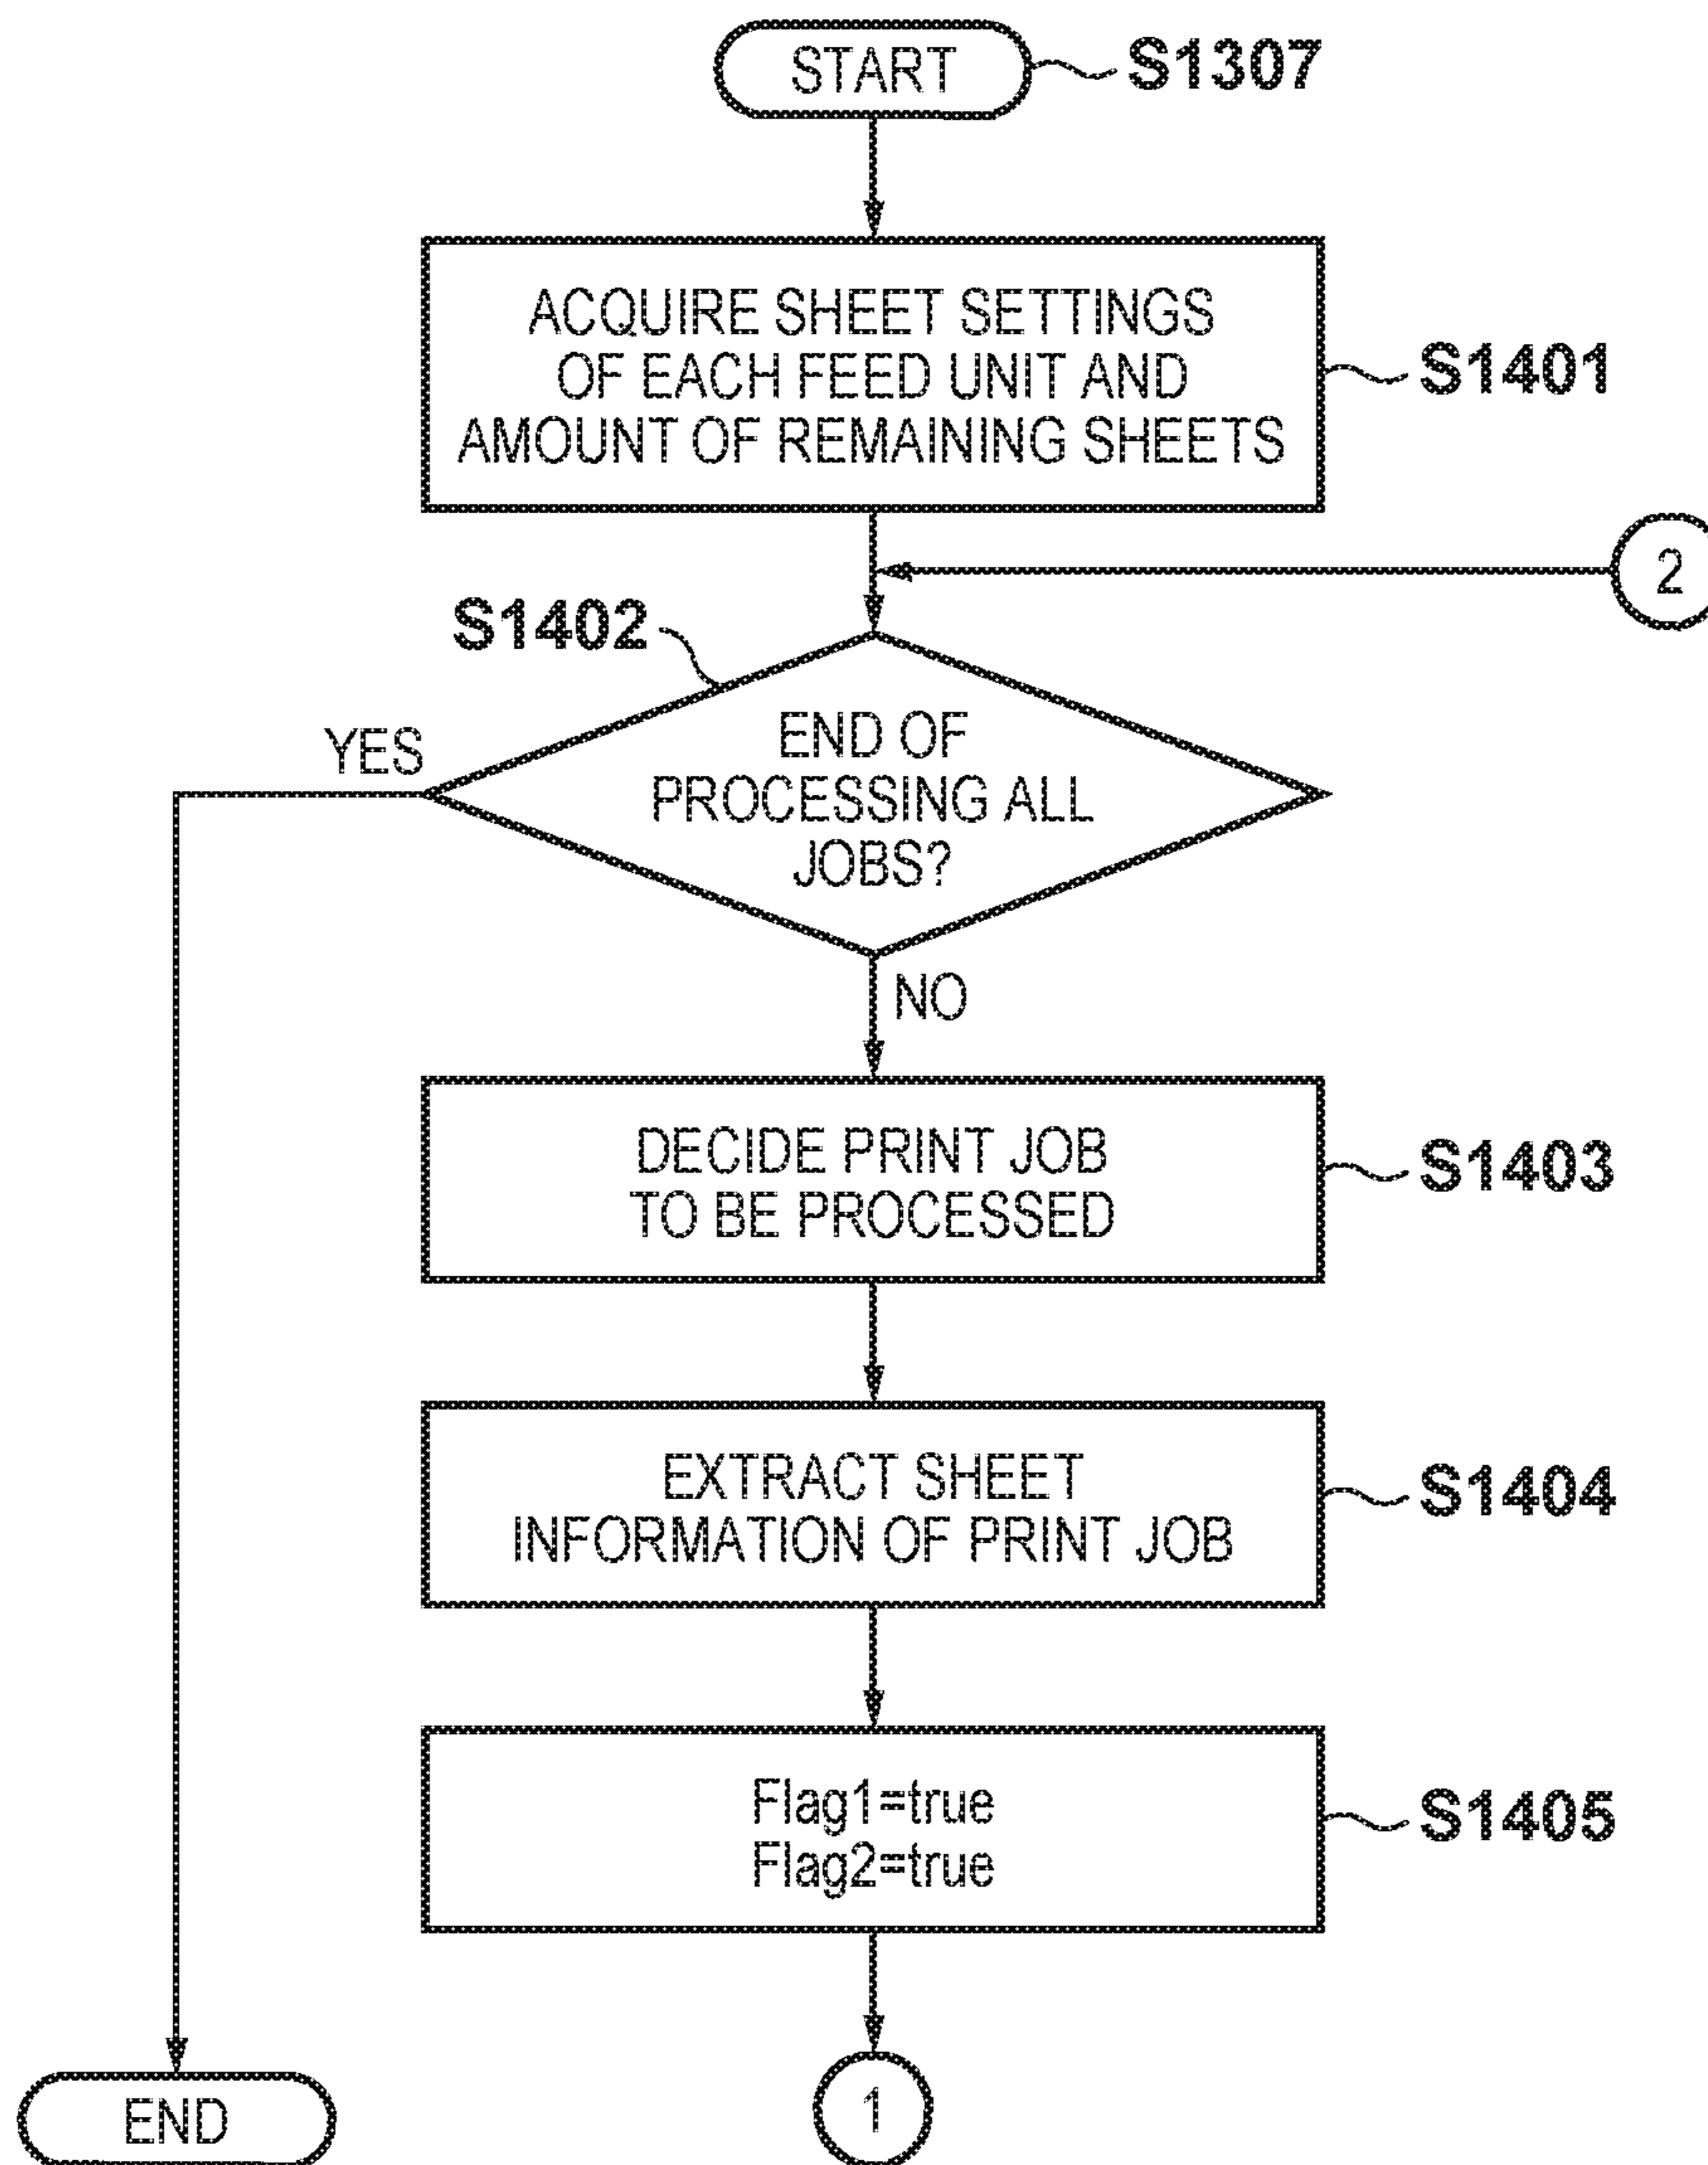 START
S1307
ACQUIRE SHEET SETTINGS
OF EACH FEED UNIT AND
AMOUNT OF REMAINING SHEETS
S1401
2
S1402
YES
END OF
PROCESSING ALL
JOBS?
NO
DECIDE PRINT JOB
TO BE PROCESSED
S1403
EXTRACT SHEET
INFORMATION OF PRINT JOB
S1404
Flag1=true
Flag2=true
S1405
END
1